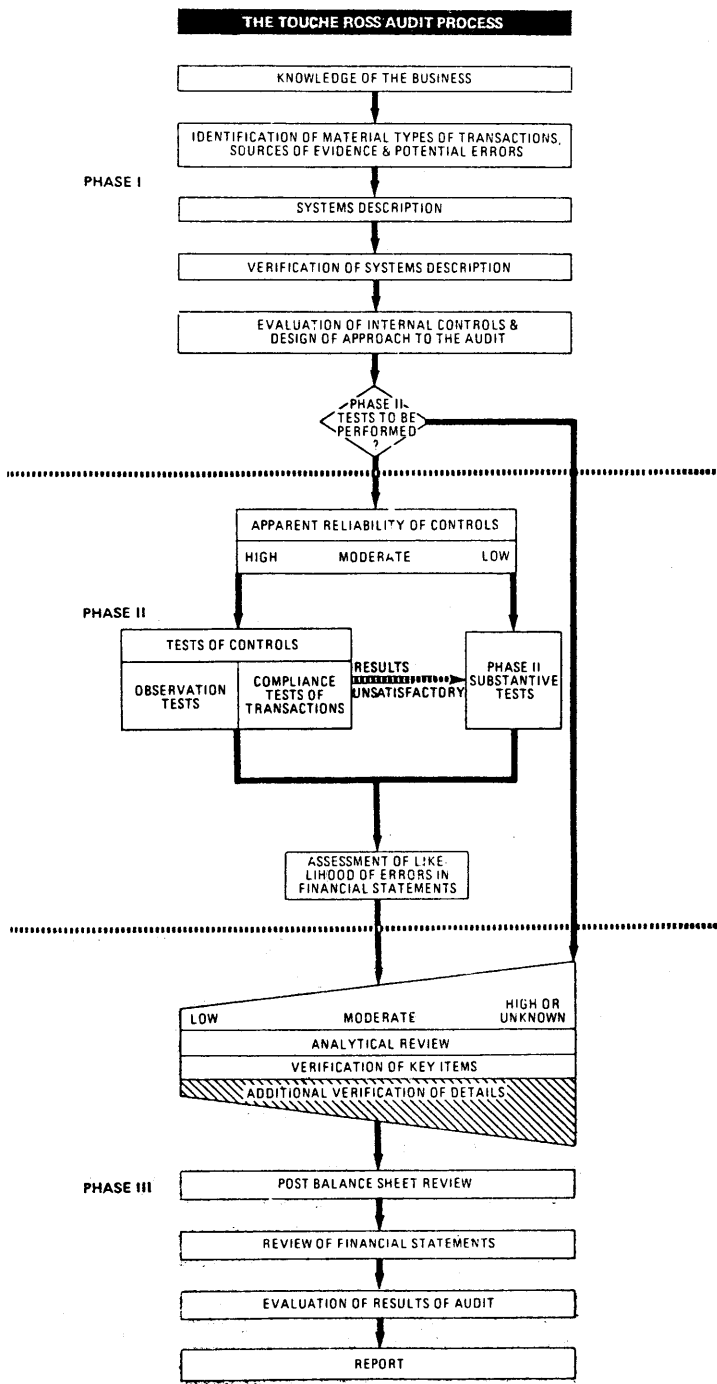 THE TOUCHE ROSS AUDIT PROCESS
KNOWLEDGE OF THE BUSINESS
IDENTIFICATION OF MATERIAL TYPES OF TRANSACTIONS,
SOURCES OF EVIDENCE & POTENTIAL ERRORS
PHASE I
SYSTEMS DESCRIPTION
VERIFICATION OF SYSTEMS DESCRIPTION
EVALUATION OF INTERNAL CONTROLS &
DESIGN OF APPROACH TO THE AUDIT
PHASE II
TESTS TO BE
PERFORMED
?
APPARENT RELIABILITY OF CONTROLS
HIGH MODERATE LOW
PHASE II
TESTS OF CONTROLS
OBSERVATION
TESTS
COMPLIANCE
TESTS OF
TRANSACTIONS
RESULTS
UNSATISFACTORY
PHASE II
SUBSTANTIVE
TESTS
ASSESSMENT OF LIKE-
LIHOOD OF ERRORS IN
FINANCIAL STATEMENTS
LOW MODERATE HIGH OR
UNKNOWN
ANALYTICAL REVIEW
VERIFICATION OF KEY ITEMS
ADDITIONAL VERIFICATION OF DETAILS
PHASE III
POST BALANCE SHEET REVIEW
REVIEW OF FINANCIAL STATEMENTS
EVALUATION OF RESULTS OF AUDIT
REPORT